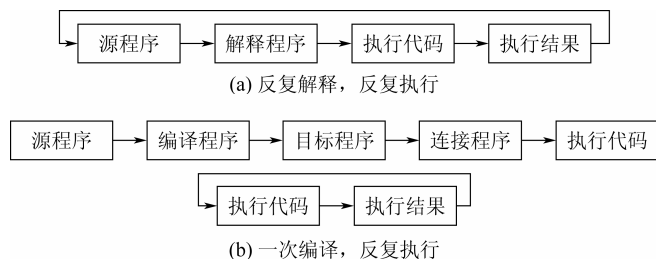 源程序 解释程序 执行代码 执行结果
(a) 反复解释，反复执行
源程序 编译程序 目标程序 连接程序 执行代码
执行代码 执行结果
(b) 一次编译，反复执行